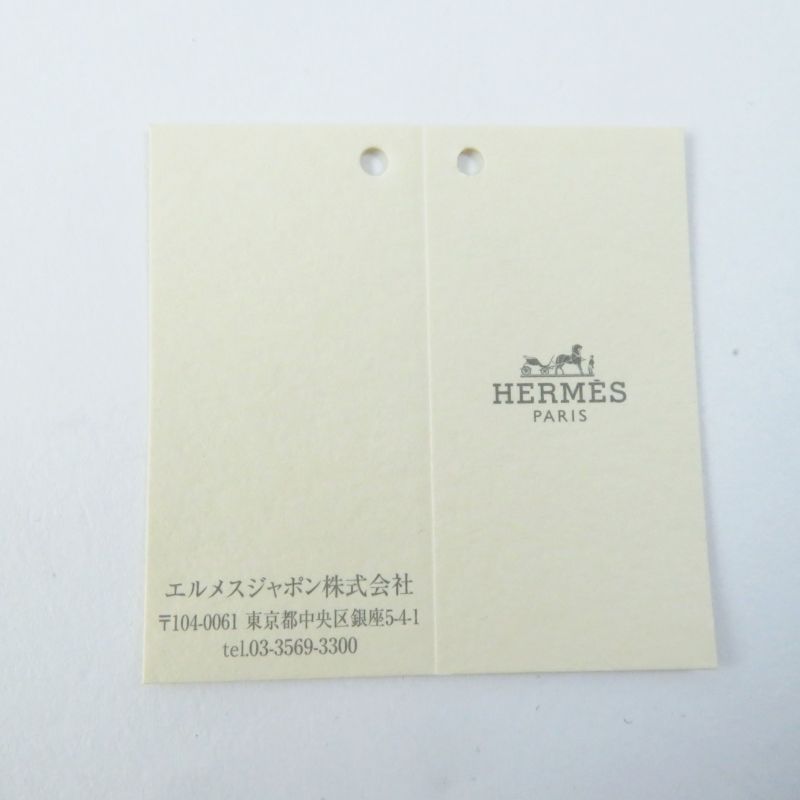 エルメスジャポン株式会社
〒104-0061 東京都中央区銀座5-4-1
tel.03-3569-3300
HERMÈS
PARIS